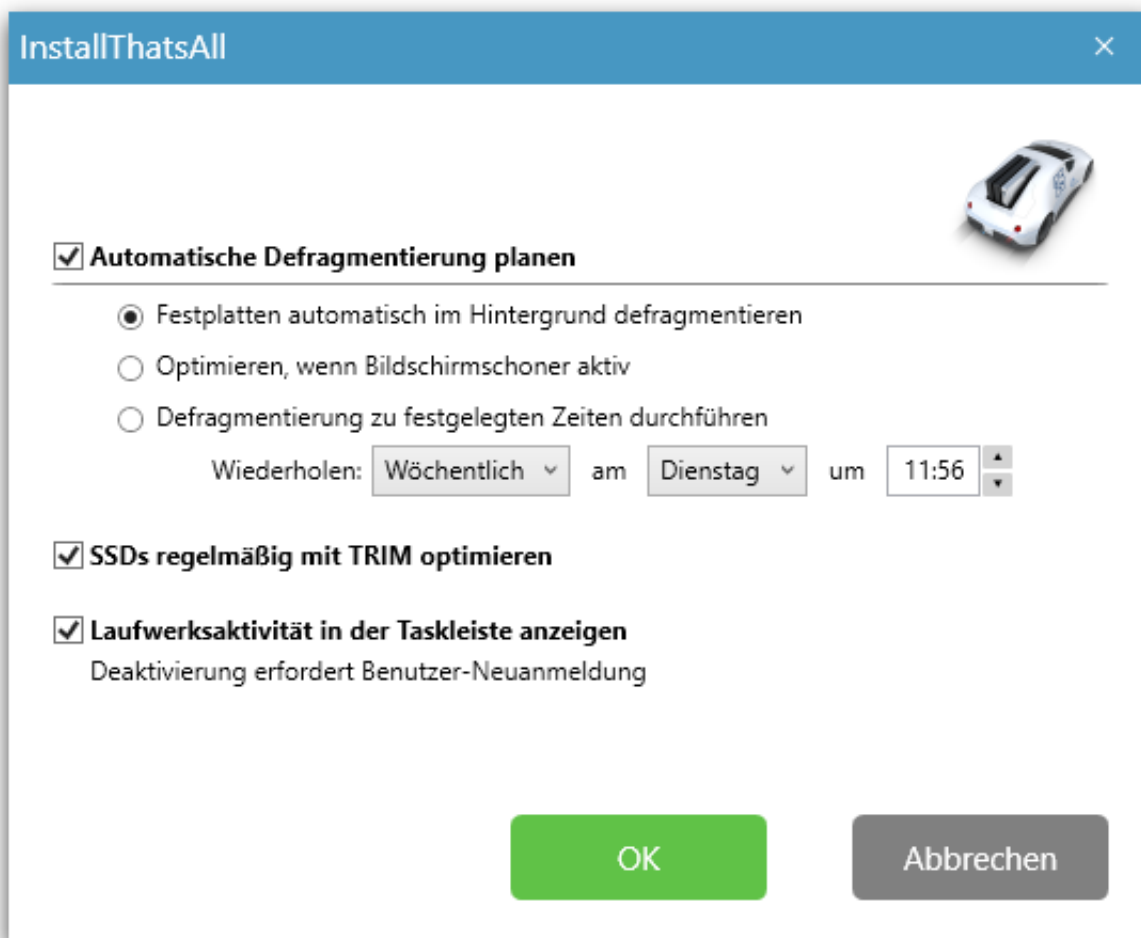 InstallThatsAll
Automatische Defragmentierung planen
Festplatten automatisch im Hintergrund defragmentieren
Optimieren, wenn Bildschirmschoner aktiv
Defragmentierung zu festgelegten Zeiten durchführen
Wiederholen: Wöchentlich am Dienstag um 11:56
SSDs regelmäßig mit TRIM optimieren
Laufwerksaktivität in der Taskleiste anzeigen
Deaktivierung erfordert Benutzer-Neuanmeldung
OK Abbrechen